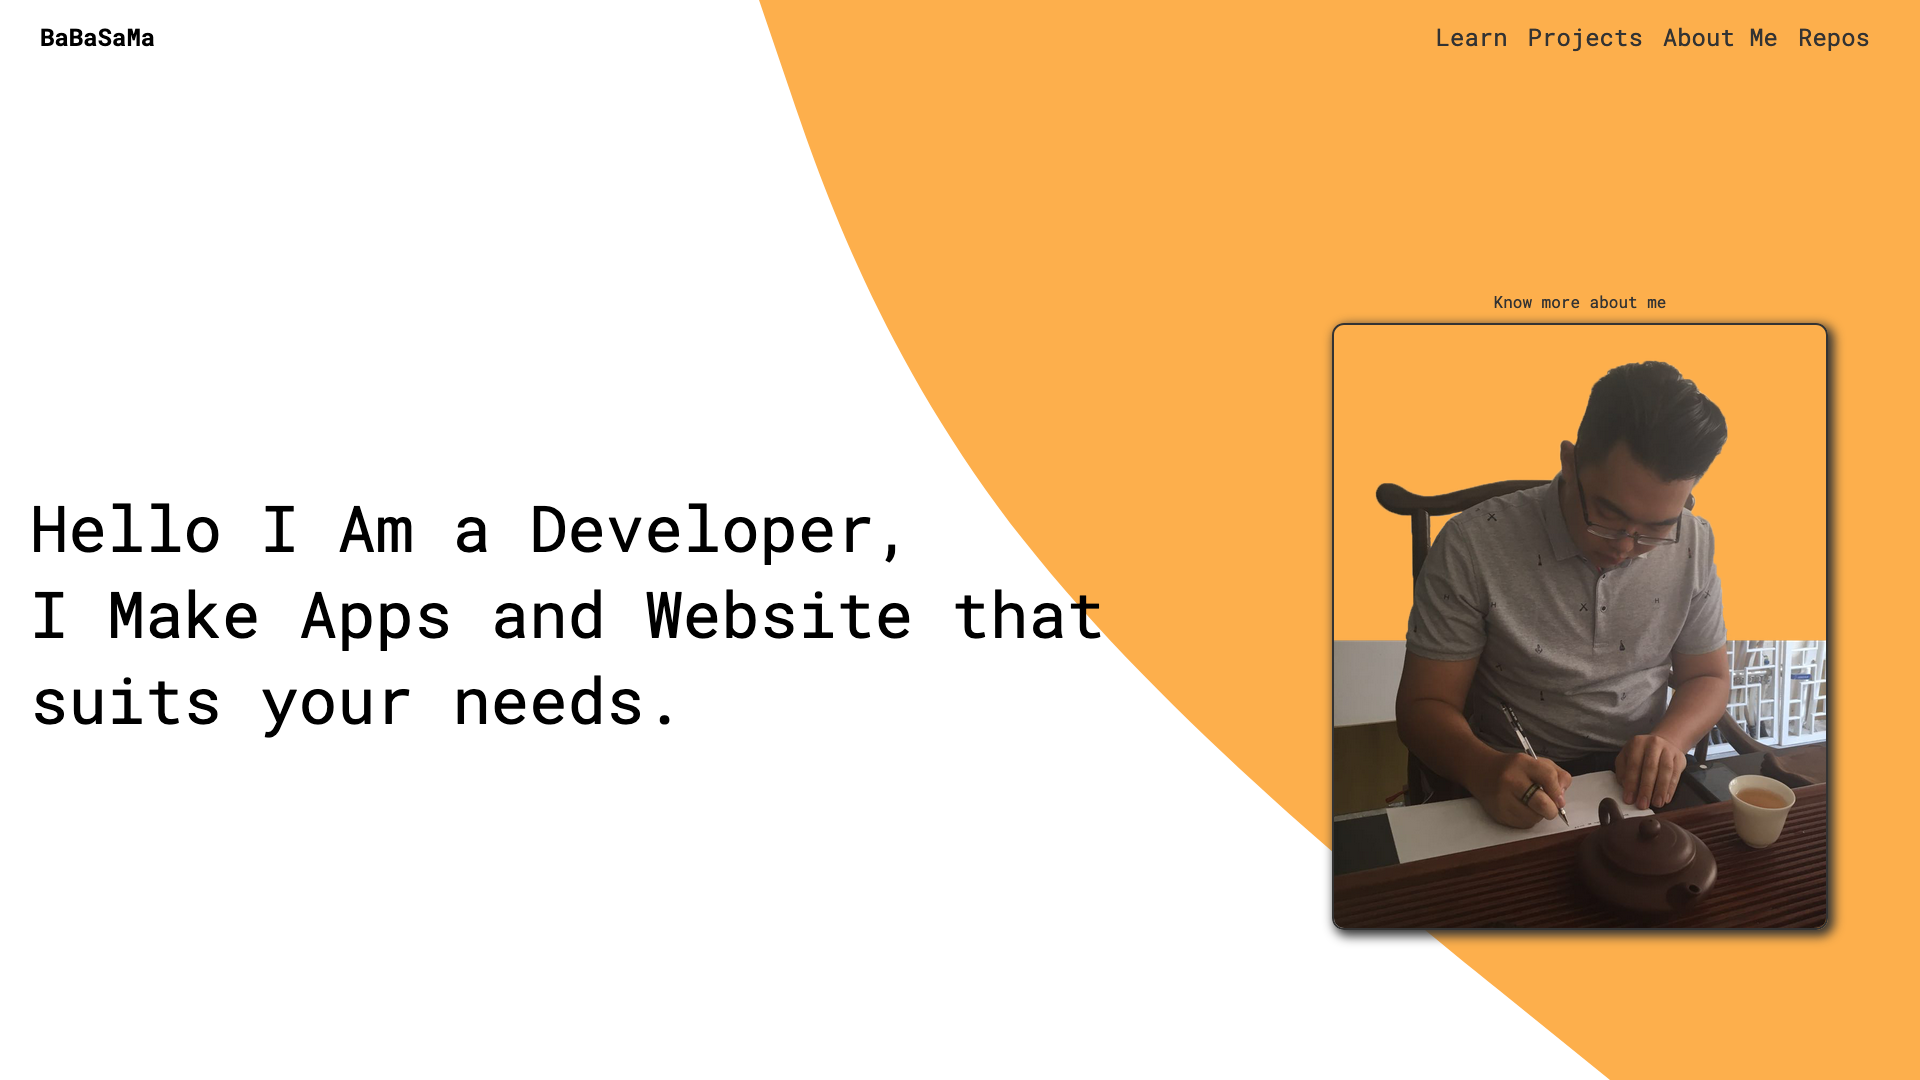 BaBaSaMa
Learn Projects About Me Repos
Know more about me
Hello I Am a Developer,
I Make Apps and Website that
suits your needs.